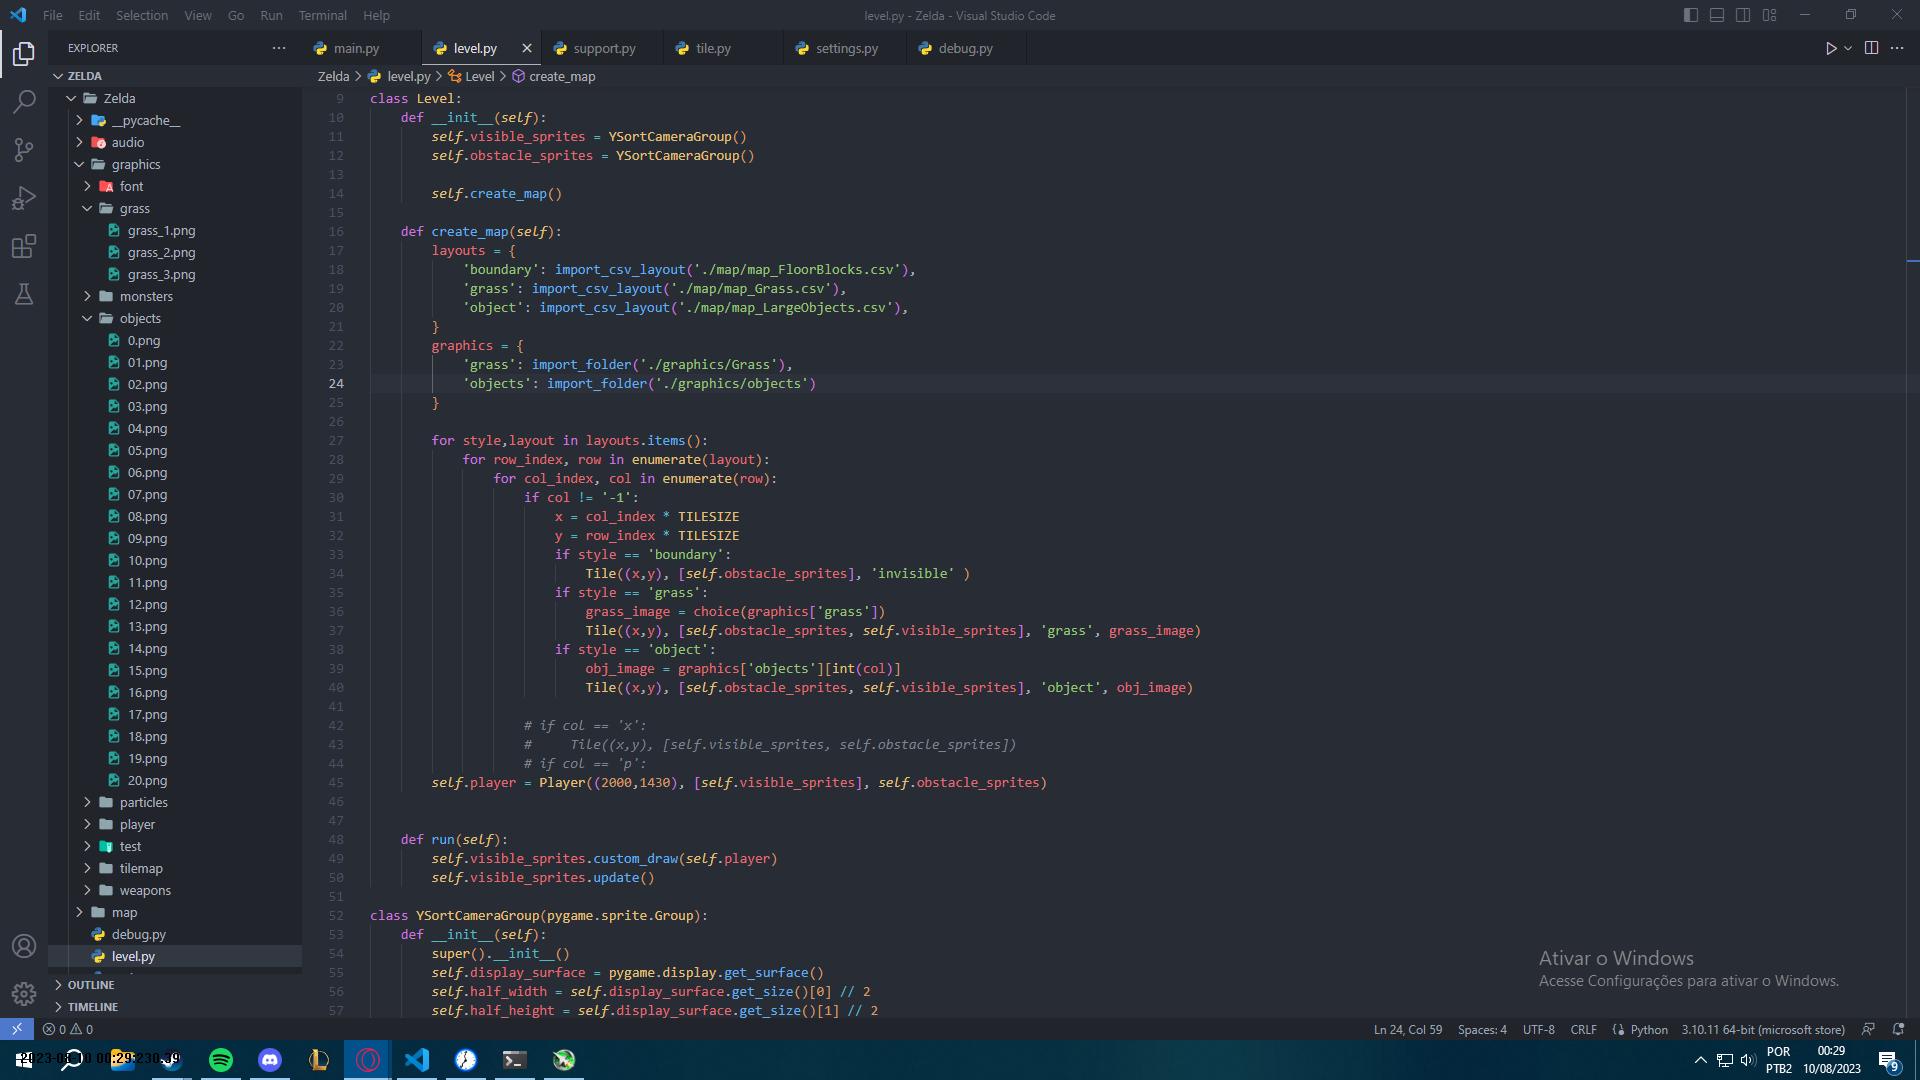 File Edit Selection View Go Run Terminal Help
level.py - Zelda - Visual Studio Code
EXPLORER
main.py level.py support.py tile.py settings.py debug.py
ZELDA
Zelda > level.py > Level > create_map
Zelda
__pycache__
audio
graphics
font
grass
grass_1.png
grass_2.png
grass_3.png
monsters
objects
0.png
01.png
02.png
03.png
04.png
05.png
06.png
07.png
08.png
09.png
10.png
11.png
12.png
13.png
14.png
15.png
16.png
17.png
18.png
19.png
20.png
particles
player
test
tilemap
weapons
map
debug.py
level.py
OUTLINE
TIMELINE
9 class Level:
10 def __init__(self):
11 self.visible_sprites = YSortCameraGroup()
12 self.obstacle_sprites = YSortCameraGroup()
13
14 self.create_map()
15
16 def create_map(self):
17 layouts = {
18 'boundary': import_csv_layout('./map/map_FloorBlocks.csv'),
19 'grass': import_csv_layout('./map/map_Grass.csv'),
20 'object': import_csv_layout('./map/map_LargeObjects.csv'),
21 }
22 graphics = {
23 'grass': import_folder('./graphics/Grass'),
24 'objects': import_folder('./graphics/objects')
25 }
26
27 for style,layout in layouts.items():
28 for row_index, row in enumerate(layout):
29 for col_index, col in enumerate(row):
30 if col != '-1':
31 x = col_index * TILESIZE
32 y = row_index * TILESIZE
33 if style == 'boundary':
34 Tile((x,y), [self.obstacle_sprites], 'invisible' )
35 if style == 'grass':
36 grass_image = choice(graphics['grass'])
37 Tile((x,y), [self.obstacle_sprites, self.visible_sprites], 'grass', grass_image)
38 if style == 'object':
39 obj_image = graphics['objects'][int(col)]
40 Tile((x,y), [self.obstacle_sprites, self.visible_sprites], 'object', obj_image)
41
42 # if col == 'x':
43 # Tile((x,y), [self.visible_sprites, self.obstacle_sprites])
44 # if col == 'p':
45 self.player = Player((2000,1430), [self.visible_sprites], self.obstacle_sprites)
46
47
48 def run(self):
49 self.visible_sprites.custom_draw(self.player)
50 self.visible_sprites.update()
51
52 class YSortCameraGroup(pygame.sprite.Group):
53 def __init__(self):
54 super().__init__()
55 self.display_surface = pygame.display.get_surface()
56 self.half_width = self.display_surface.get_size()[0] // 2
57 self.half_height = self.display_surface.get_size()[1] // 2
Ativar o Windows
Acesse Configurações para ativar o Windows.
0 0
Ln 24, Col 59 Spaces: 4 UTF-8 CRLF Python 3.10.11 64-bit (microsoft store)
POR
PTB2
00:29
10/08/2023
9